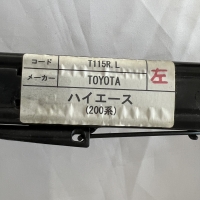 コード T115R.L
メーカー TOYOTA 左
ハイエース
(200系)